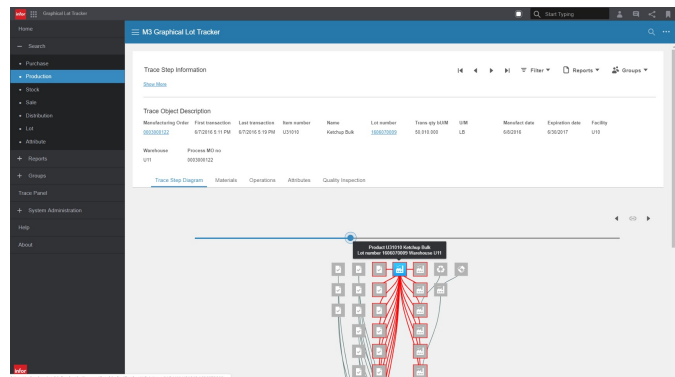 infor
Graphical Lot Tracker
Start Typing
Home
M3 Graphical Lot Tracker
Search
Purchase
Production
Stock
Sale
Distribution
Lot
Attribute
Reports
Groups
Trace Panel
System Administration
Help
About
infor
Trace Step Information
Filter
Reports
Groups
Show More
Trace Object Description
Manufacturing Order First transaction Last transaction Item number Name Lot number Trans qty bU/M U/M Manufact date Expiration date Facility
0003000122 6/7/2016 5:11 PM 6/7/2016 5:19 PM U31010 Ketchup Bulk 1606070009 50,010.000 LB 6/8/2016 6/30/2017 U10
Warehouse Process MO no
U11 0003000122
Trace Step Diagram Materials Operations Attributes Quality Inspection
Product U31010 Ketchup Bulk
Lot number 1606070009 Warehouse U11